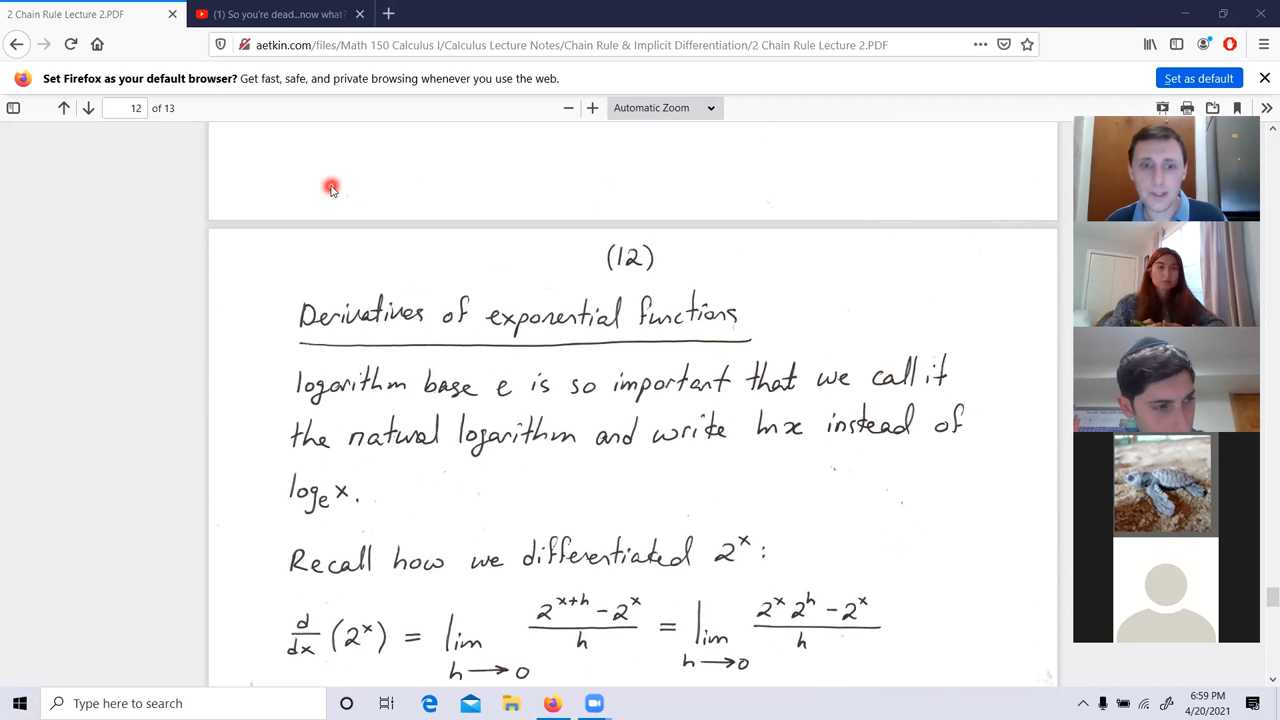 2 Chain Rule Lecture 2.PDF
(1) So you're dead...now what?
aetkin.com/files/Math 150 Calculus I/Calculus Lecture Notes/Chain Rule & Implicit Differentiation/2 Chain Rule Lecture 2.PDF
Set Firefox as your default browser? Get fast, safe, and private browsing whenever you use the web.
Set as default
12 of 13
Automatic Zoom
(12)
Derivatives of exponential functions
logarithm base e is so important that we call it
the natural logarithm and write ln x instead of
logₑ x.
Recall how we differentiated 2ˣ :
d/dx (2ˣ) = lim h→0 (2ˣ⁺ʰ - 2ˣ)/h = lim h→0 (2ˣ 2ʰ - 2ˣ)/h
Type here to search
6:59 PM
4/20/2021